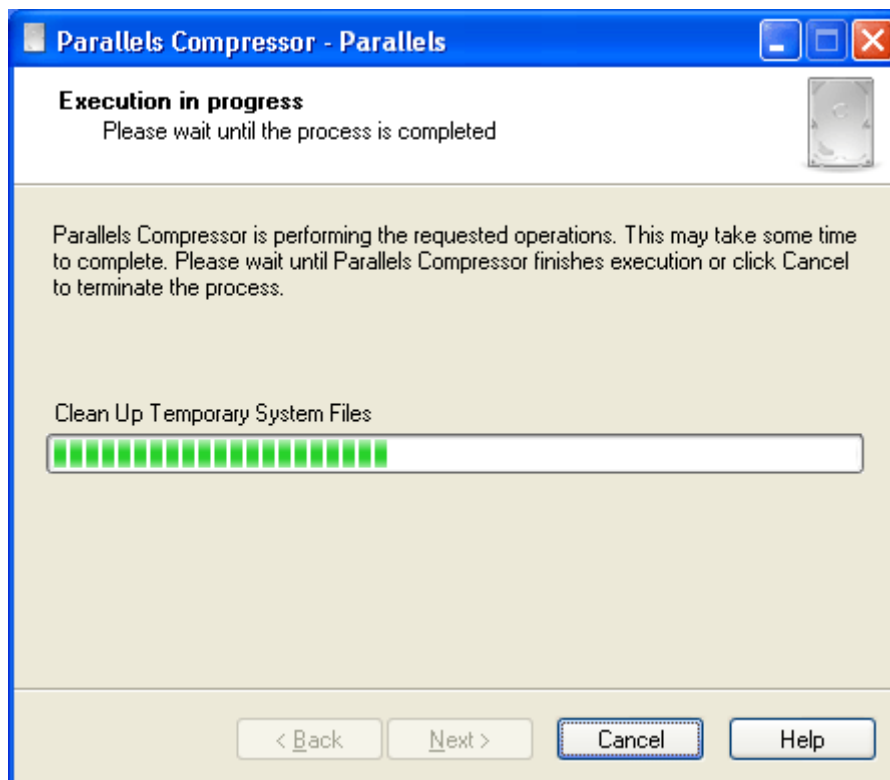 Parallels Compressor - Parallels
Execution in progress
Please wait until the process is completed
Parallels Compressor is performing the requested operations. This may take some time
to complete. Please wait until Parallels Compressor finishes execution or click Cancel
to terminate the process.
Clean Up Temporary System Files
< Back Next > Cancel Help